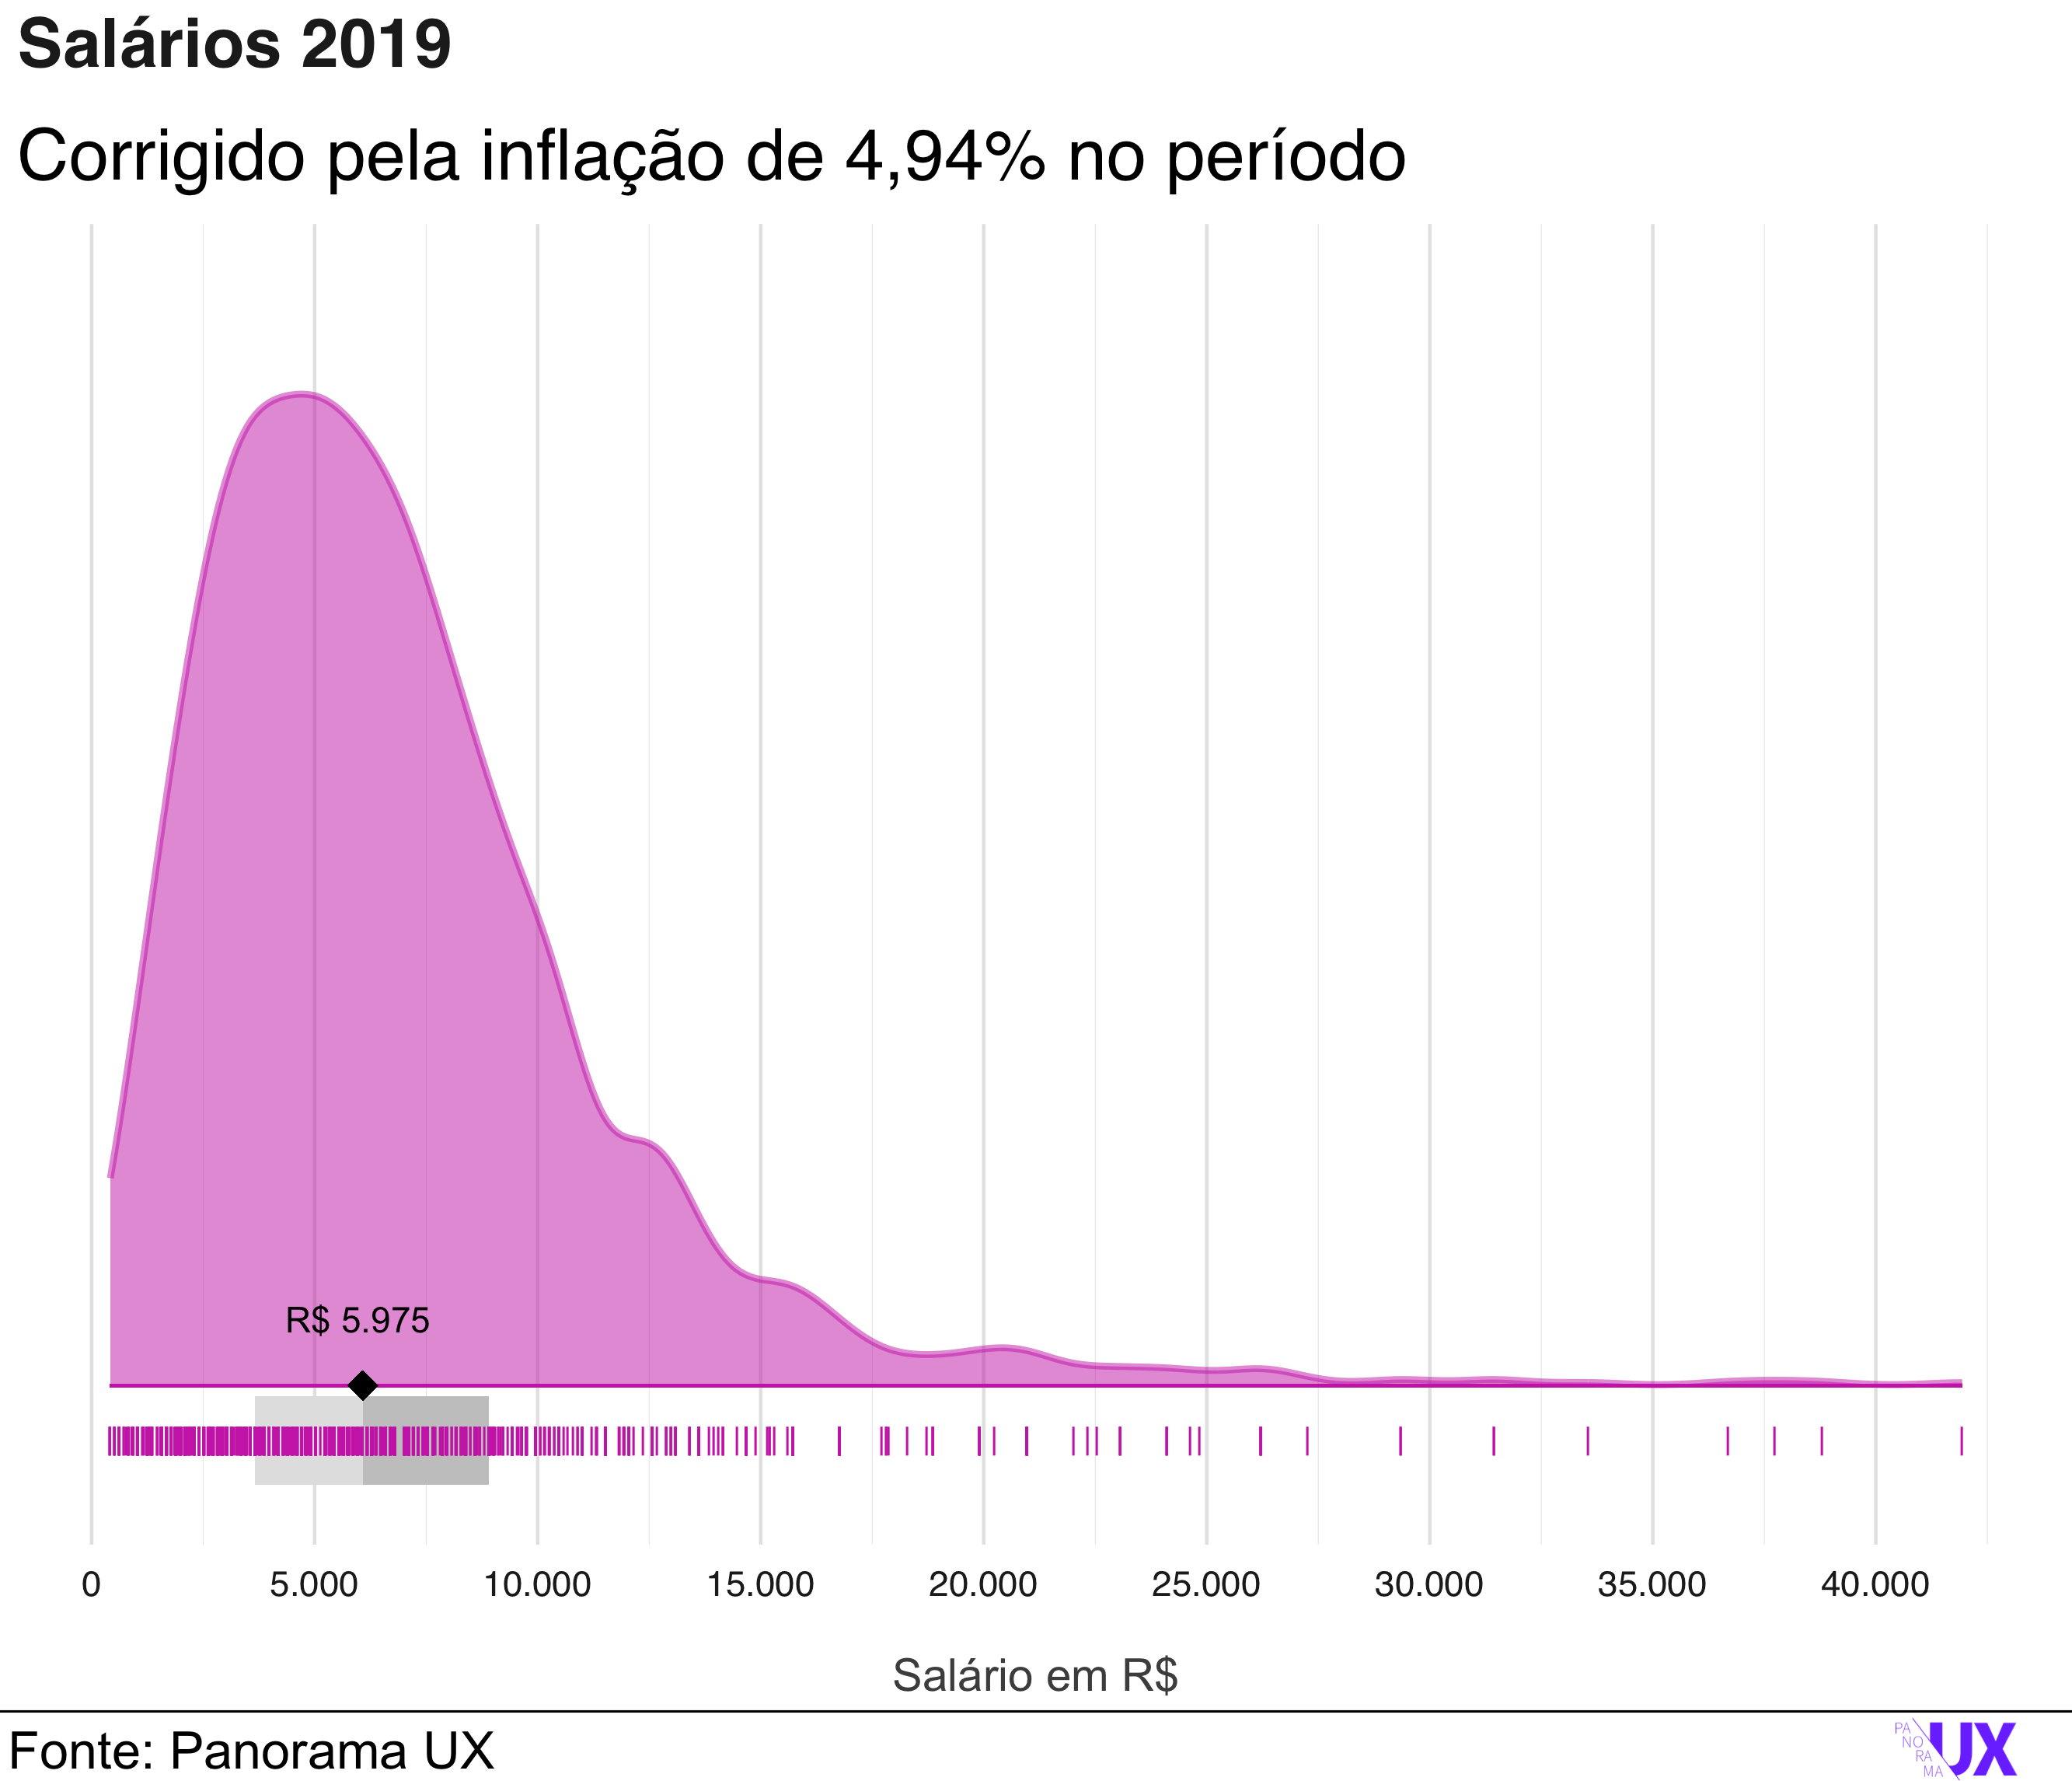 Salários 2019
Corrigido pela inflação de 4,94% no período
R$ 5.975
0 5.000 10.000 15.000 20.000 25.000 30.000 35.000 40.000
Salário em R$
Fonte: Panorama UX
PA
NO
RA
MA
UX